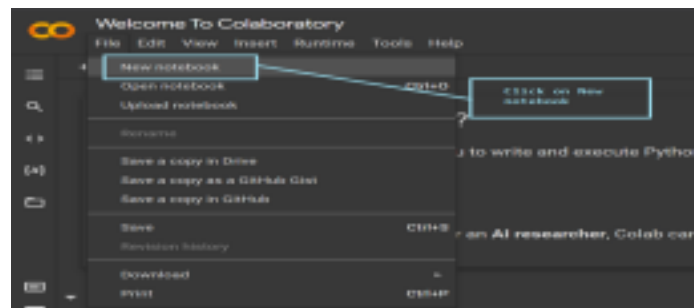 Welcome To Colaboratory
File Edit View Insert Runtime Tools Help
New notebook
Open notebook Ctrl+O
Click on New
notebook
Upload notebook
?
Rename
u to write and execute Pytho
Save a copy in Drive
Save a copy as a GitHub Gist
Save a copy in GitHub
Save Ctrl+S
r an AI researcher, Colab can
Revision history
Download
Print Ctrl+P